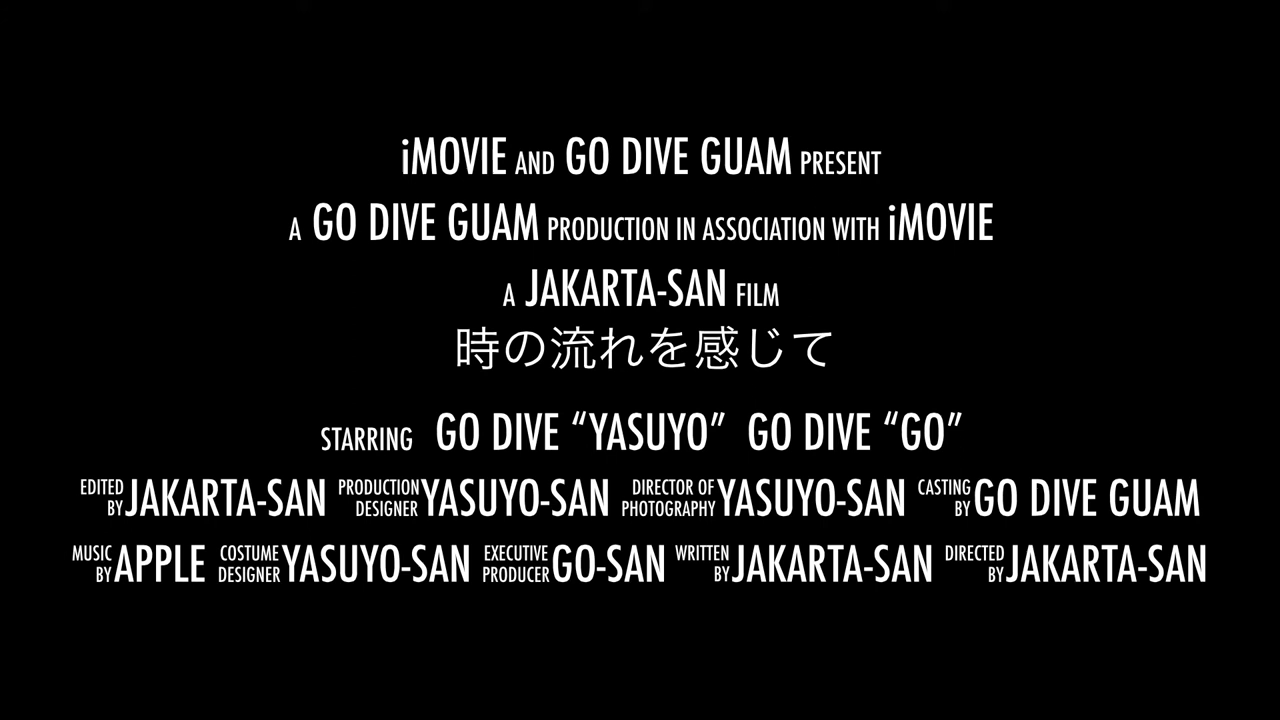 iMOVIE AND GO DIVE GUAM PRESENT
A GO DIVE GUAM PRODUCTION IN ASSOCIATION WITH iMOVIE
A JAKARTA-SAN FILM
時の流れを感じて
STARRING GO DIVE “YASUYO” GO DIVE “GO”
EDITED BY JAKARTA-SAN PRODUCTION DESIGNER YASUYO-SAN DIRECTOR OF PHOTOGRAPHY YASUYO-SAN CASTING BY GO DIVE GUAM
MUSIC BY APPLE COSTUME DESIGNER YASUYO-SAN EXECUTIVE PRODUCER GO-SAN WRITTEN BY JAKARTA-SAN DIRECTED BY JAKARTA-SAN